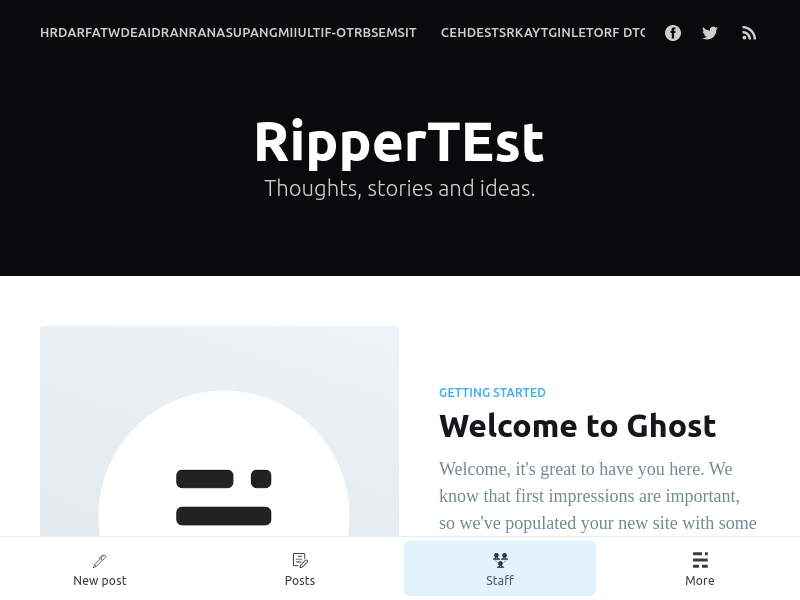 HRDARFATWDEAIDRANRANASUPANGMIIULTIF-OTRBSEMSIT CEHDESTSRKAYTGINLETORF DTC
RipperTEst
Thoughts, stories and ideas.
GETTING STARTED
Welcome to Ghost
Welcome, it's great to have you here. We
know that first impressions are important,
so we've populated your new site with some
New post Posts Staff More